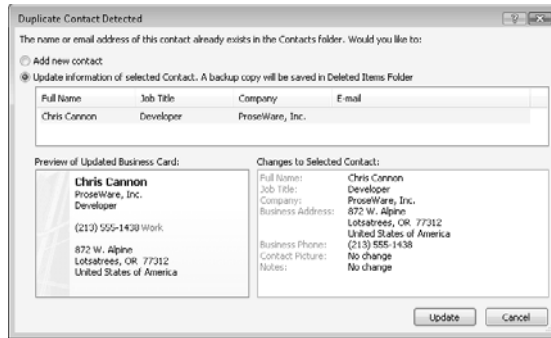 Duplicate Contact Detected
The name or email address of this contact already exists in the Contacts folder. Would you like to:
Add new contact
Update information of selected Contact. A backup copy will be saved in Deleted Items Folder
Full Name Job Title Company E-mail
Chris Cannon Developer ProseWare, Inc.
Preview of Updated Business Card:
Chris Cannon
ProseWare, Inc.
Developer
(213) 555-1438 Work
872 W. Alpine
Lotsatrees, OR 77312
United States of America
Changes to Selected Contact:
Full Name: Chris Cannon
Job Title: Developer
Company: ProseWare, Inc.
Business Address: 872 W. Alpine
Lotsatrees, OR 77312
United States of America
Business Phone: (213) 555-1438
Contact Picture: No change
Notes: No change
Update Cancel